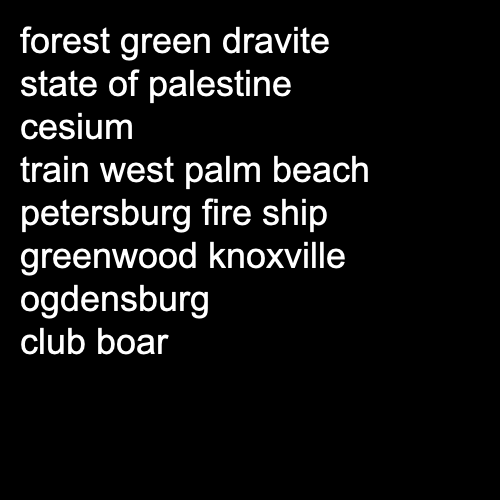 forest green dravite
state of palestine
cesium
train west palm beach
petersburg fire ship
greenwood knoxville
ogdensburg
club boar